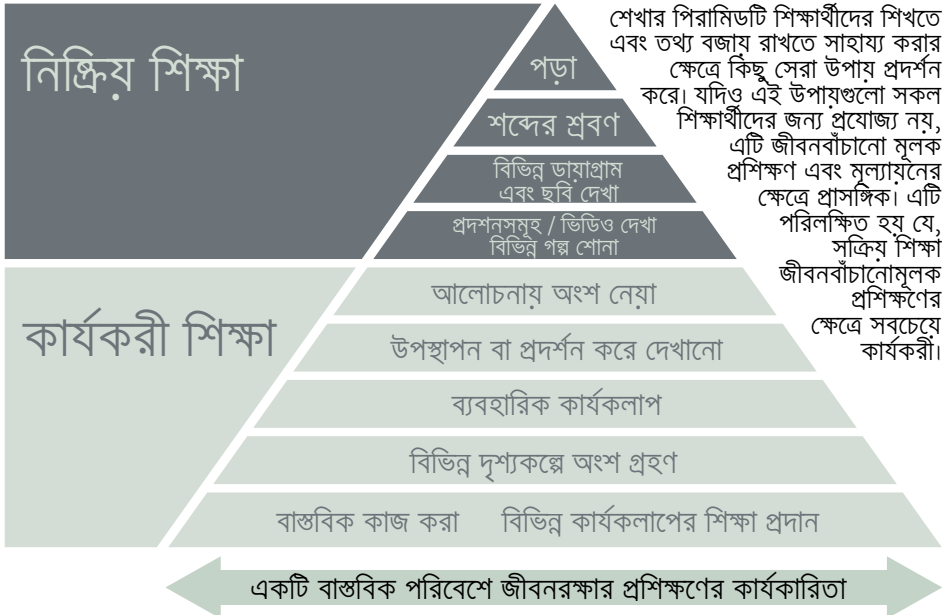 নিষ্ক্রিয় শিক্ষা
পড়া
শব্দের শ্রবণ
বিভিন্ন ডায়াগ্রাম
এবং ছবি দেখা
প্রদশনসমূহ / ভিডিও দেখা
বিভিন্ন গল্প শোনা
শেখার পিরামিডটি শিক্ষার্থীদের শিখতে
এবং তথ্য বজায় রাখতে সাহায্য করার
ক্ষেত্রে কিছু সেরা উপায় প্রদর্শন
করে। যদিও এই উপায়গুলো সকল
শিক্ষার্থীদের জন্য প্রযোজ্য নয়,
এটি জীবনবাঁচানো মূলক
প্রশিক্ষণ এবং মূল্যায়নের
ক্ষেত্রে প্রাসঙ্গিক। এটি
পরিলক্ষিত হয় যে,
সক্রিয় শিক্ষা
জীবনবাঁচানোমূলক
প্রশিক্ষণের
ক্ষেত্রে সবচেয়ে
কার্যকরী।
কার্যকরী শিক্ষা
আলোচনায় অংশ নেয়া
উপস্থাপন বা প্রদর্শন করে দেখানো
ব্যবহারিক কার্যকলাপ
বিভিন্ন দৃশ্যকল্পে অংশ গ্রহণ
বাস্তবিক কাজ করা বিভিন্ন কার্যকলাপের শিক্ষা প্রদান
একটি বাস্তবিক পরিবেশে জীবনরক্ষার প্রশিক্ষণের কার্যকারিতা